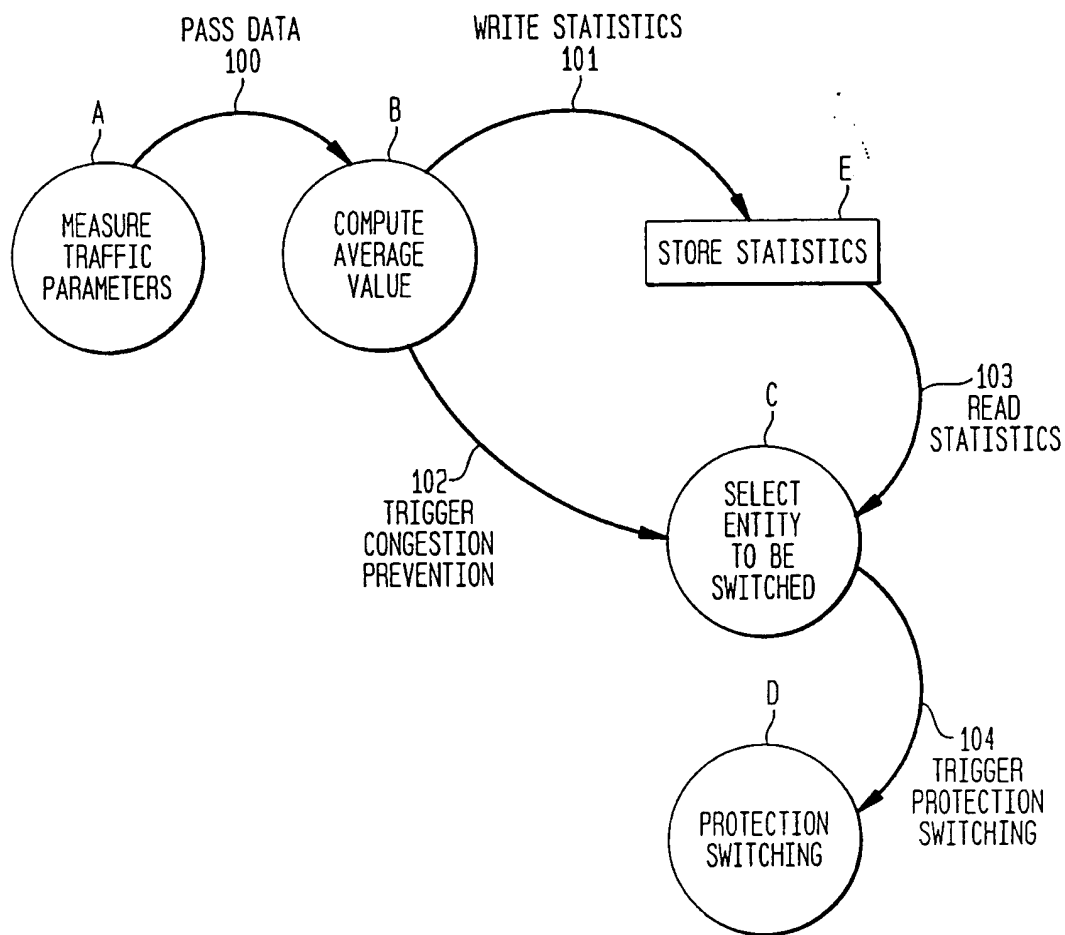 PASS DATA
100
WRITE STATISTICS
101
A
B
E
MEASURE
TRAFFIC
PARAMETERS
COMPUTE
AVERAGE
VALUE
STORE STATISTICS
103
READ
STATISTICS
C
102
TRIGGER
CONGESTION
PREVENTION
SELECT
ENTITY
TO BE
SWITCHED
D
104
TRIGGER
PROTECTION
SWITCHING
PROTECTION
SWITCHING